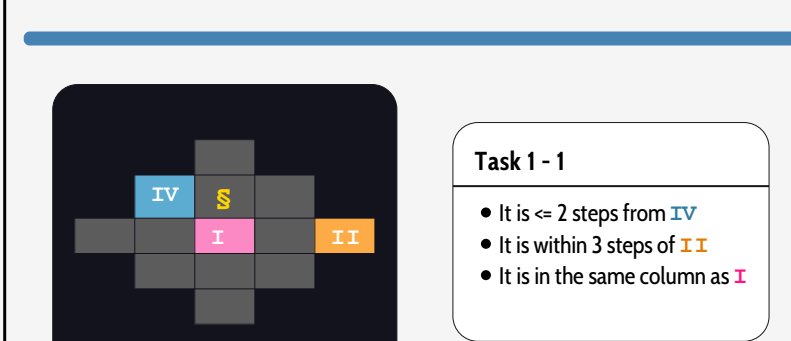 IV §
I II
Task 1 - 1
It is <= 2 steps from IV
It is within 3 steps of II
It is in the same column as I